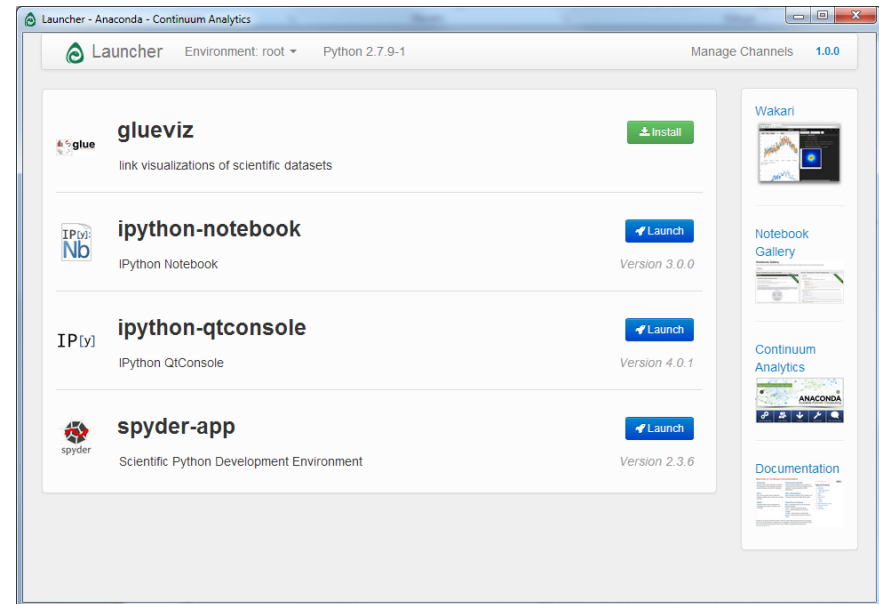 Launcher - Anaconda - Continuum Analytics
Launcher Environment: root Python 2.7.9-1 Manage Channels 1.0.0
glue
glueviz
Install
link visualizations of scientific datasets
IP[y]:
Nb
ipython-notebook
Launch
IPython Notebook
Version 3.0.0
IP[y]
ipython-qtconsole
Launch
IPython QtConsole
Version 4.0.1
spyder
spyder-app
Launch
Scientific Python Development Environment
Version 2.3.6
Wakari
Notebook
Gallery
Notebook Gallery
Continuum
Analytics
ANACONDA
Documentation